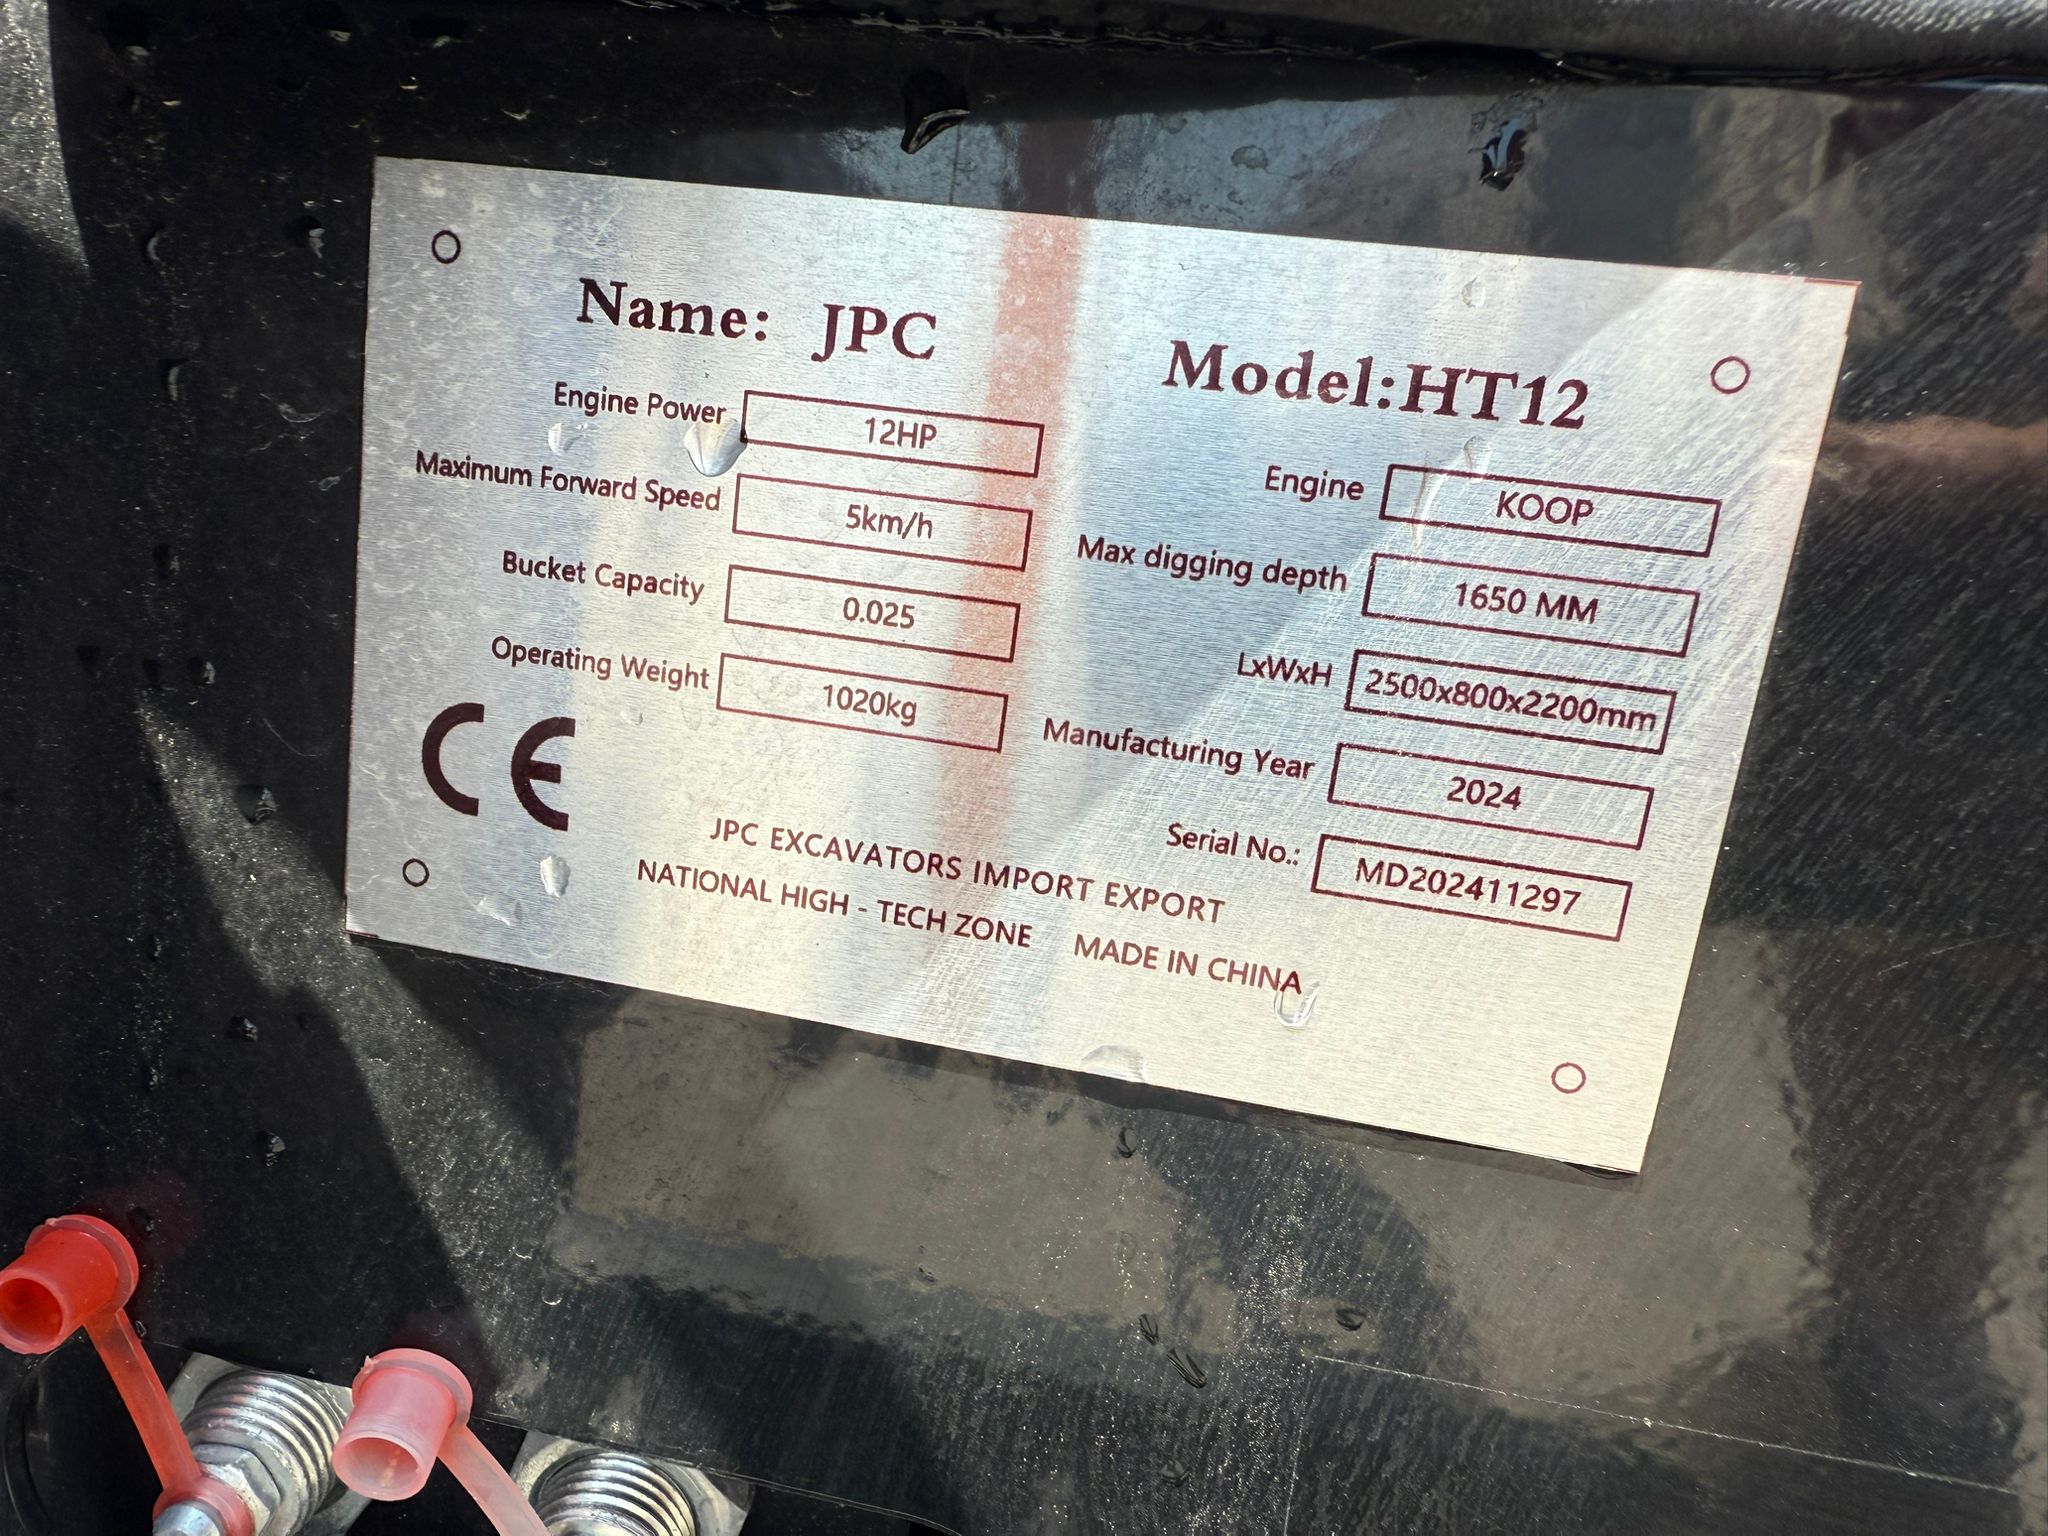 Name: JPC
Engine Power 12HP
Maximum Forward Speed 5km/h
Bucket Capacity 0.025
Operating Weight 1020kg
Model:HT12
Engine KOOP
Max digging depth 1650 MM
LxWxH 2500x800x2200mm
Manufacturing Year 2024
Serial No.: MD202411297
CE
JPC EXCAVATORS IMPORT EXPORT
NATIONAL HIGH - TECH ZONE MADE IN CHINA